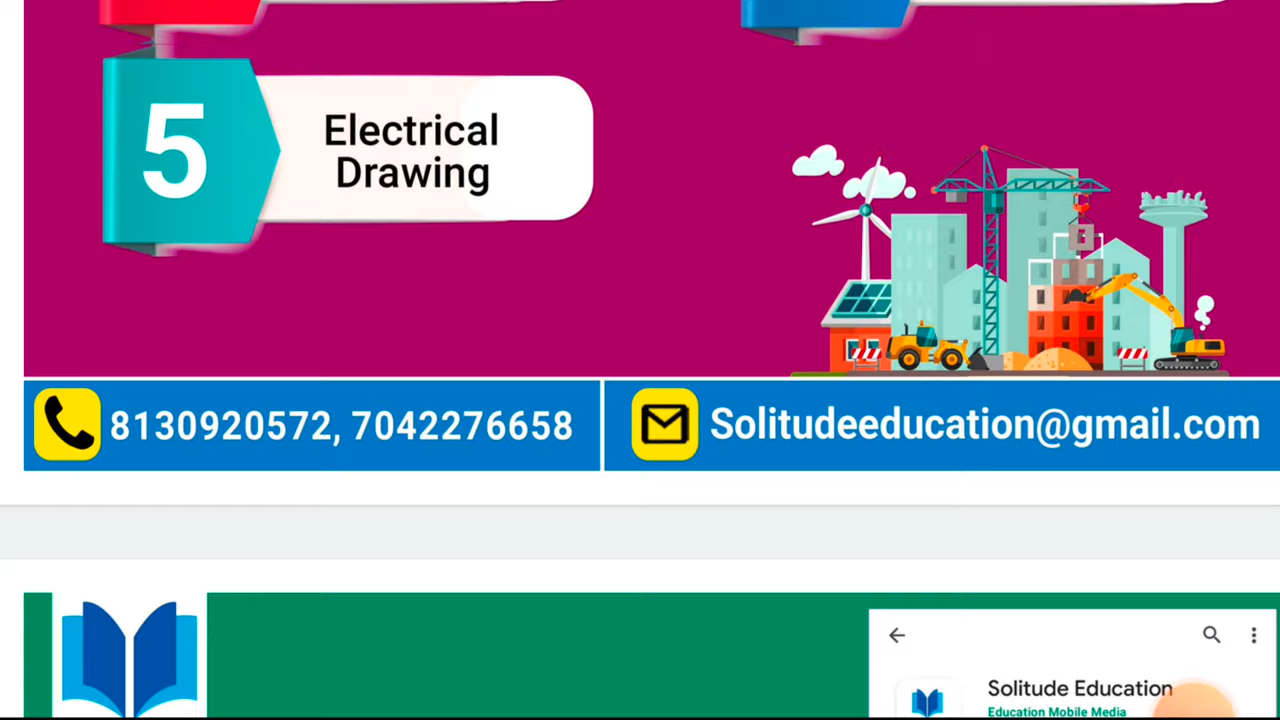 5
Electrical
Drawing
8130920572, 7042276658
Solitudeeducation@gmail.com
Solitude Education
Education Mobile Media